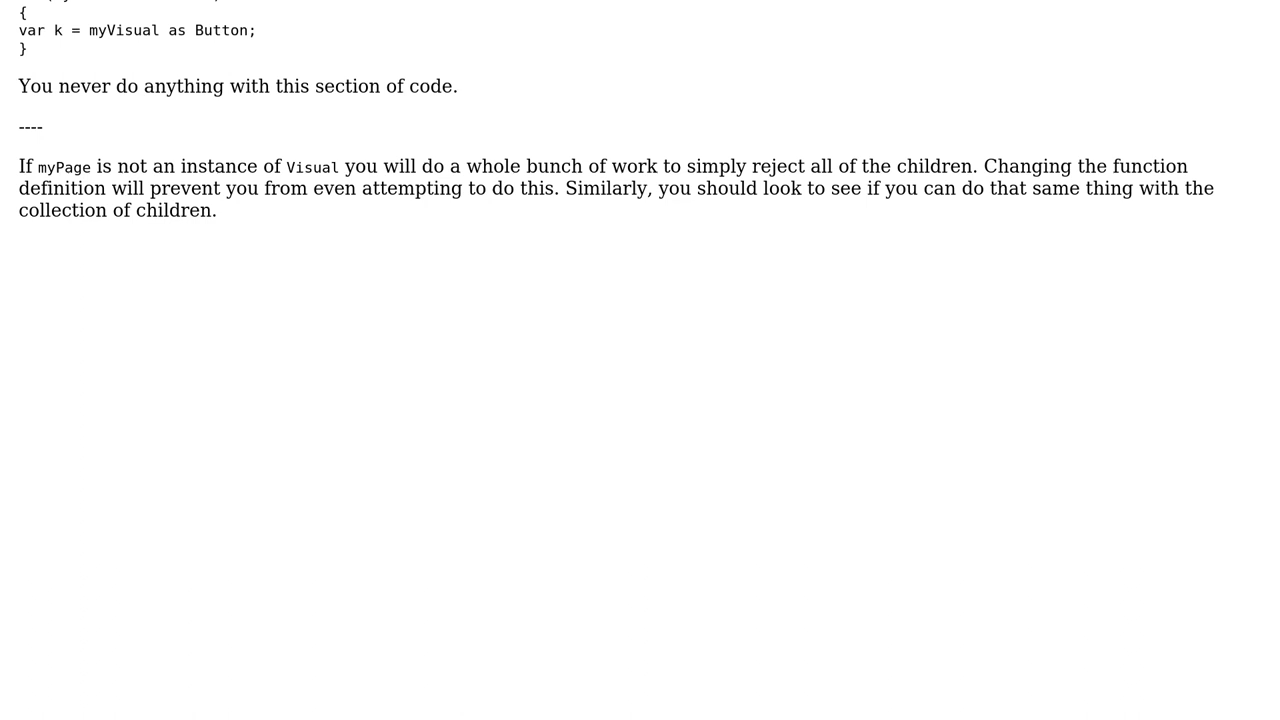 {
var k = myVisual as Button;
}
You never do anything with this section of code.
----
If myPage is not an instance of Visual you will do a whole bunch of work to simply reject all of the children. Changing the function
definition will prevent you from even attempting to do this. Similarly, you should look to see if you can do that same thing with the
collection of children.